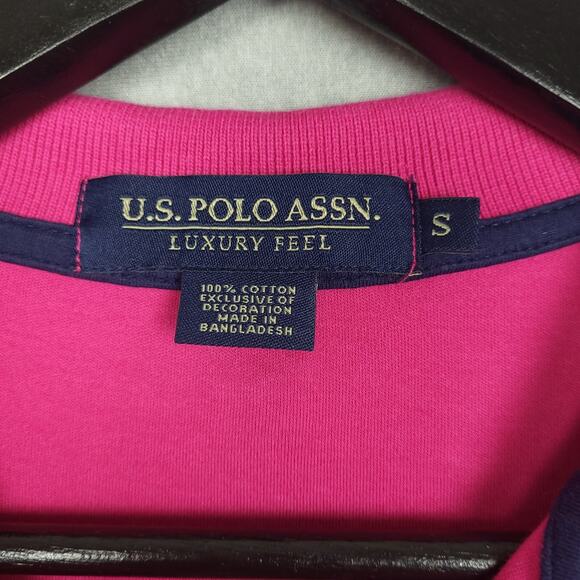 U.S. POLO ASSN.
LUXURY FEEL
S
100% COTTON
EXCLUSIVE OF
DECORATION
MADE IN
BANGLADESH